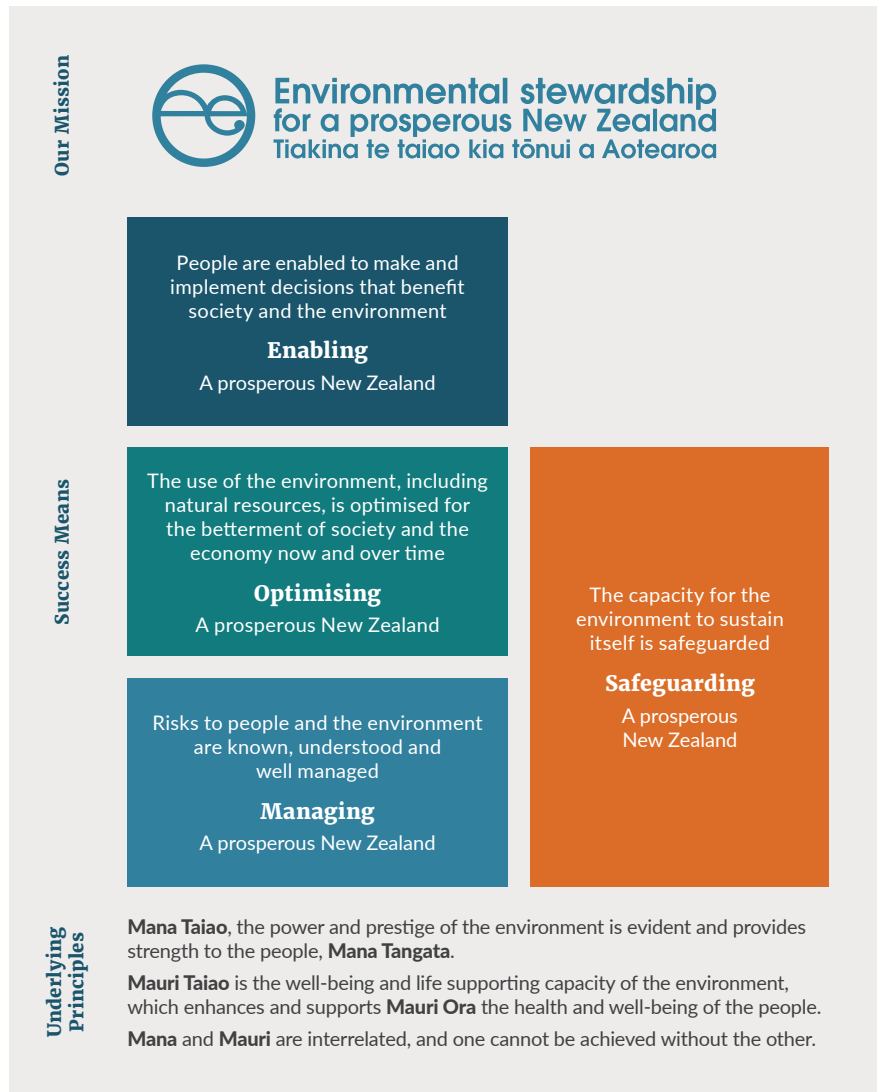 Our Mission
Environmental stewardship
for a prosperous New Zealand
Tiakina te taiao kia tōnui a Aotearoa
Success Means
People are enabled to make and
implement decisions that benefit
society and the environment
Enabling
A prosperous New Zealand
The use of the environment, including
natural resources, is optimised for
the betterment of society and the
economy now and over time
Optimising
A prosperous New Zealand
Risks to people and the environment
are known, understood and
well managed
Managing
A prosperous New Zealand
The capacity for the
environment to sustain
itself is safeguarded
Safeguarding
A prosperous
New Zealand
Underlying
Principles
Mana Taiao, the power and prestige of the environment is evident and provides
strength to the people, Mana Tangata.
Mauri Taiao is the well-being and life supporting capacity of the environment,
which enhances and supports Mauri Ora the health and well-being of the people.
Mana and Mauri are interrelated, and one cannot be achieved without the other.